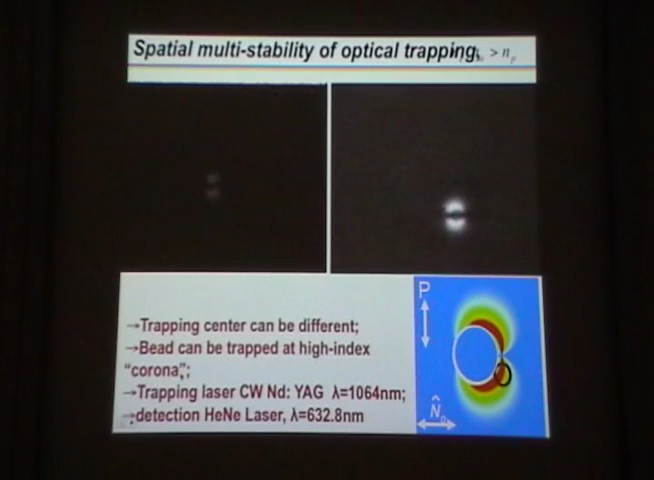 Spatial multi-stability of optical trapping, > np
→Trapping center can be different;
→Bead can be trapped at high-index
"corona";
→Trapping laser CW Nd: YAG λ=1064nm;
→detection HeNe Laser, λ=632.8nm
P
N̂